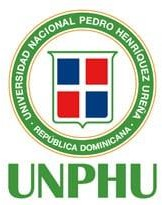 UNIVERSIDAD NACIONAL PEDRO HENRÍQUEZ UREÑA
REPÚBLICA DOMINICANA
UNPHU